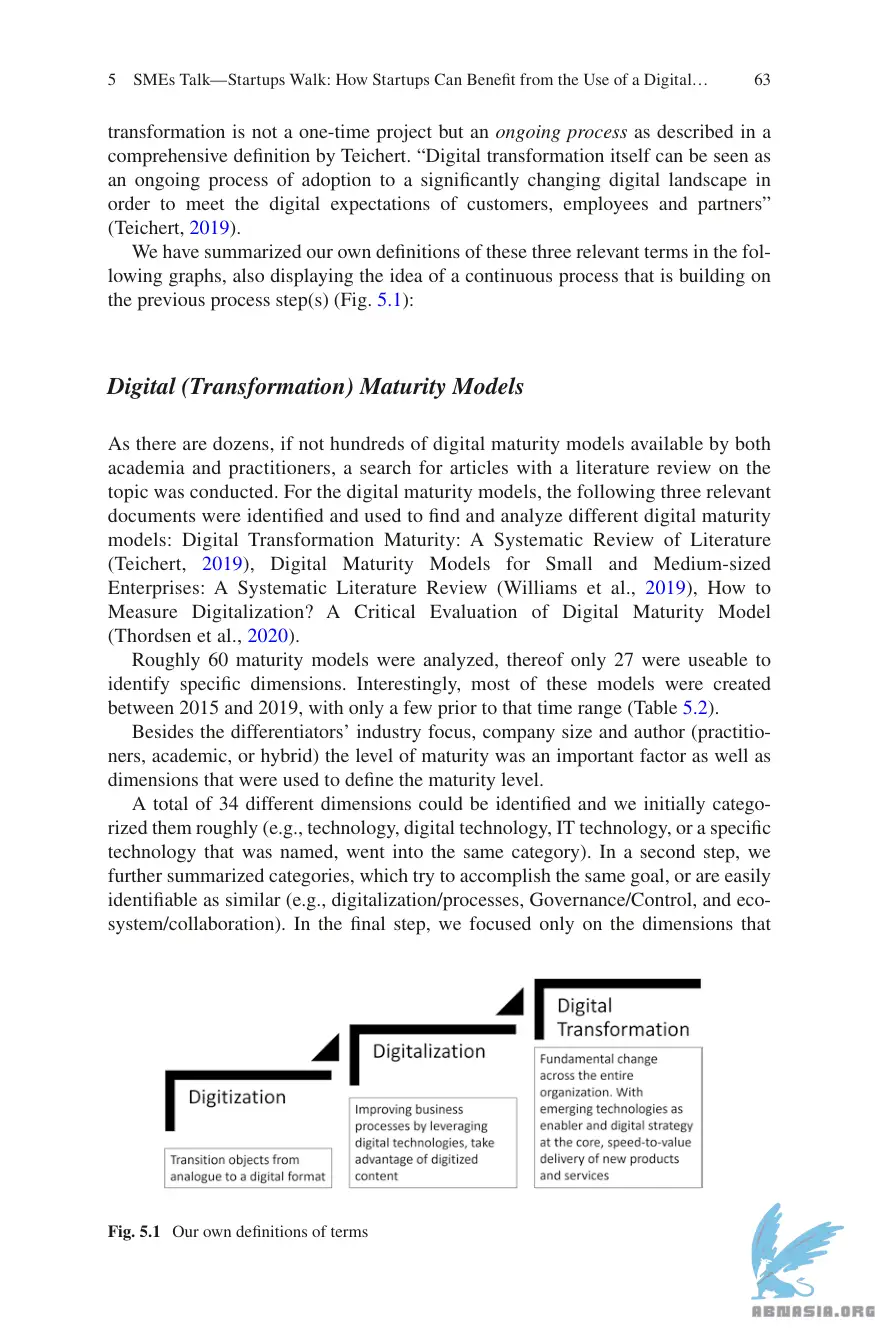 5 SMEs Talk—Startups Walk: How Startups Can Benefit from the Use of a Digital… 63
transformation is not a one-time project but an ongoing process as described in a
comprehensive definition by Teichert. “Digital transformation itself can be seen as
an ongoing process of adoption to a significantly changing digital landscape in
order to meet the digital expectations of customers, employees and partners”
(Teichert, 2019).
We have summarized our own definitions of these three relevant terms in the fol-
lowing graphs, also displaying the idea of a continuous process that is building on
the previous process step(s) (Fig. 5.1):
Digital (Transformation) Maturity Models
As there are dozens, if not hundreds of digital maturity models available by both
academia and practitioners, a search for articles with a literature review on the
topic was conducted. For the digital maturity models, the following three relevant
documents were identified and used to find and analyze different digital maturity
models: Digital Transformation Maturity: A Systematic Review of Literature
(Teichert, 2019), Digital Maturity Models for Small and Medium-sized
Enterprises: A Systematic Literature Review (Williams et al., 2019), How to
Measure Digitalization? A Critical Evaluation of Digital Maturity Model
(Thordsen et al., 2020).
Roughly 60 maturity models were analyzed, thereof only 27 were useable to
identify specific dimensions. Interestingly, most of these models were created
between 2015 and 2019, with only a few prior to that time range (Table 5.2).
Besides the differentiators’ industry focus, company size and author (practitio-
ners, academic, or hybrid) the level of maturity was an important factor as well as
dimensions that were used to define the maturity level.
A total of 34 different dimensions could be identified and we initially catego-
rized them roughly (e.g., technology, digital technology, IT technology, or a specific
technology that was named, went into the same category). In a second step, we
further summarized categories, which try to accomplish the same goal, or are easily
identifiable as similar (e.g., digitalization/processes, Governance/Control, and eco-
system/collaboration). In the final step, we focused only on the dimensions that
Digitization
Transition objects from
analogue to a digital format
Digitalization
Improving business
processes by leveraging
digital technologies, take
advantage of digitized
content
Digital
Transformation
Fundamental change
across the entire
organization. With
emerging technologies as
enabler and digital strategy
at the core, speed-to-value
delivery of new products
and services
Fig. 5.1 Our own definitions of terms
ABNASIA.ORG